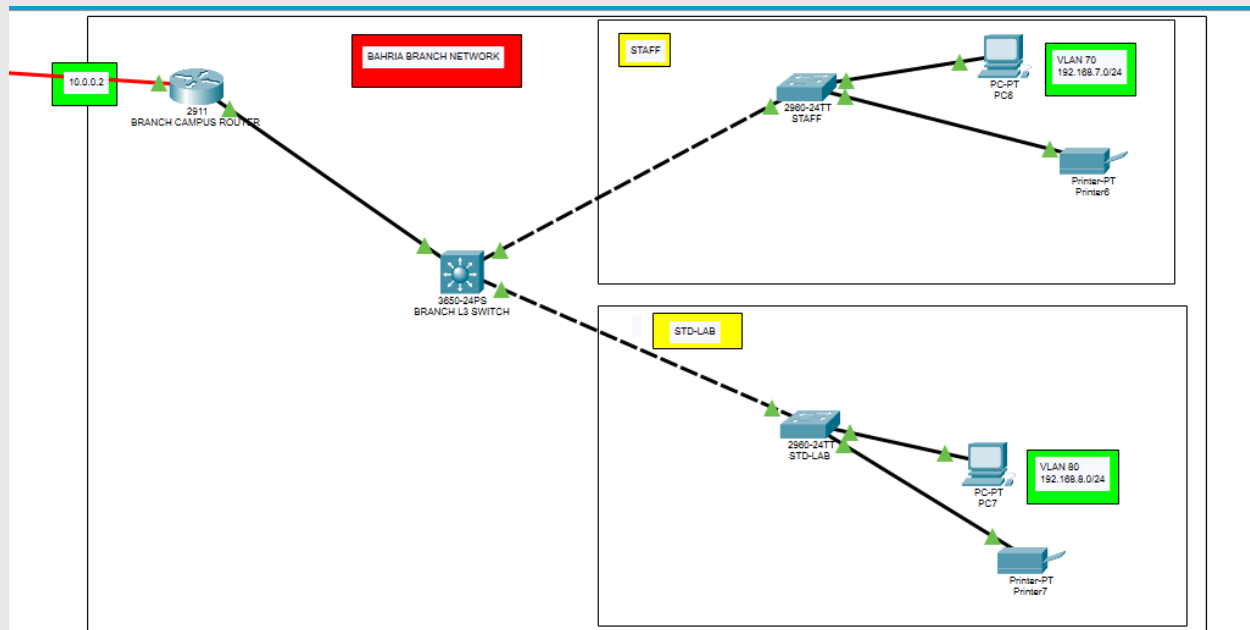 BAHRIA BRANCH NETWORK
10.0.0.2
2911
BRANCH CAMPUS ROUTER
3650-24PS
BRANCH L3 SWITCH
STAFF
2960-24TT
STAFF
PC-PT
PC6
VLAN 70
192.168.7.0/24
Printer-PT
Printer6
STD-LAB
2960-24TT
STD-LAB
PC-PT
PC7
VLAN 80
192.168.8.0/24
Printer-PT
Printer7